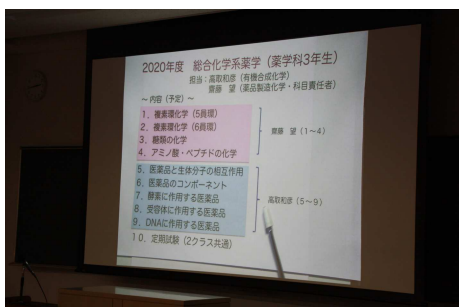 2020年度 総合化学系薬学（薬学科3年生）
担当：高取和彦（有機合成化学）
齋藤 望（薬品製造化学・科目責任者）
～ 内容（予定）～
1．複素環化学（5員環）
2．複素環化学（6員環）
3．糖類の化学
4．アミノ酸・ペプチドの化学
齋藤 望（1～4）
5．医薬品と生体分子の相互作用
6．医薬品のコンポーネント
7．酵素に作用する医薬品
8．受容体に作用する医薬品
9．DNAに作用する医薬品
高取和彦（5～9）
10．定期試験（2クラス共通）